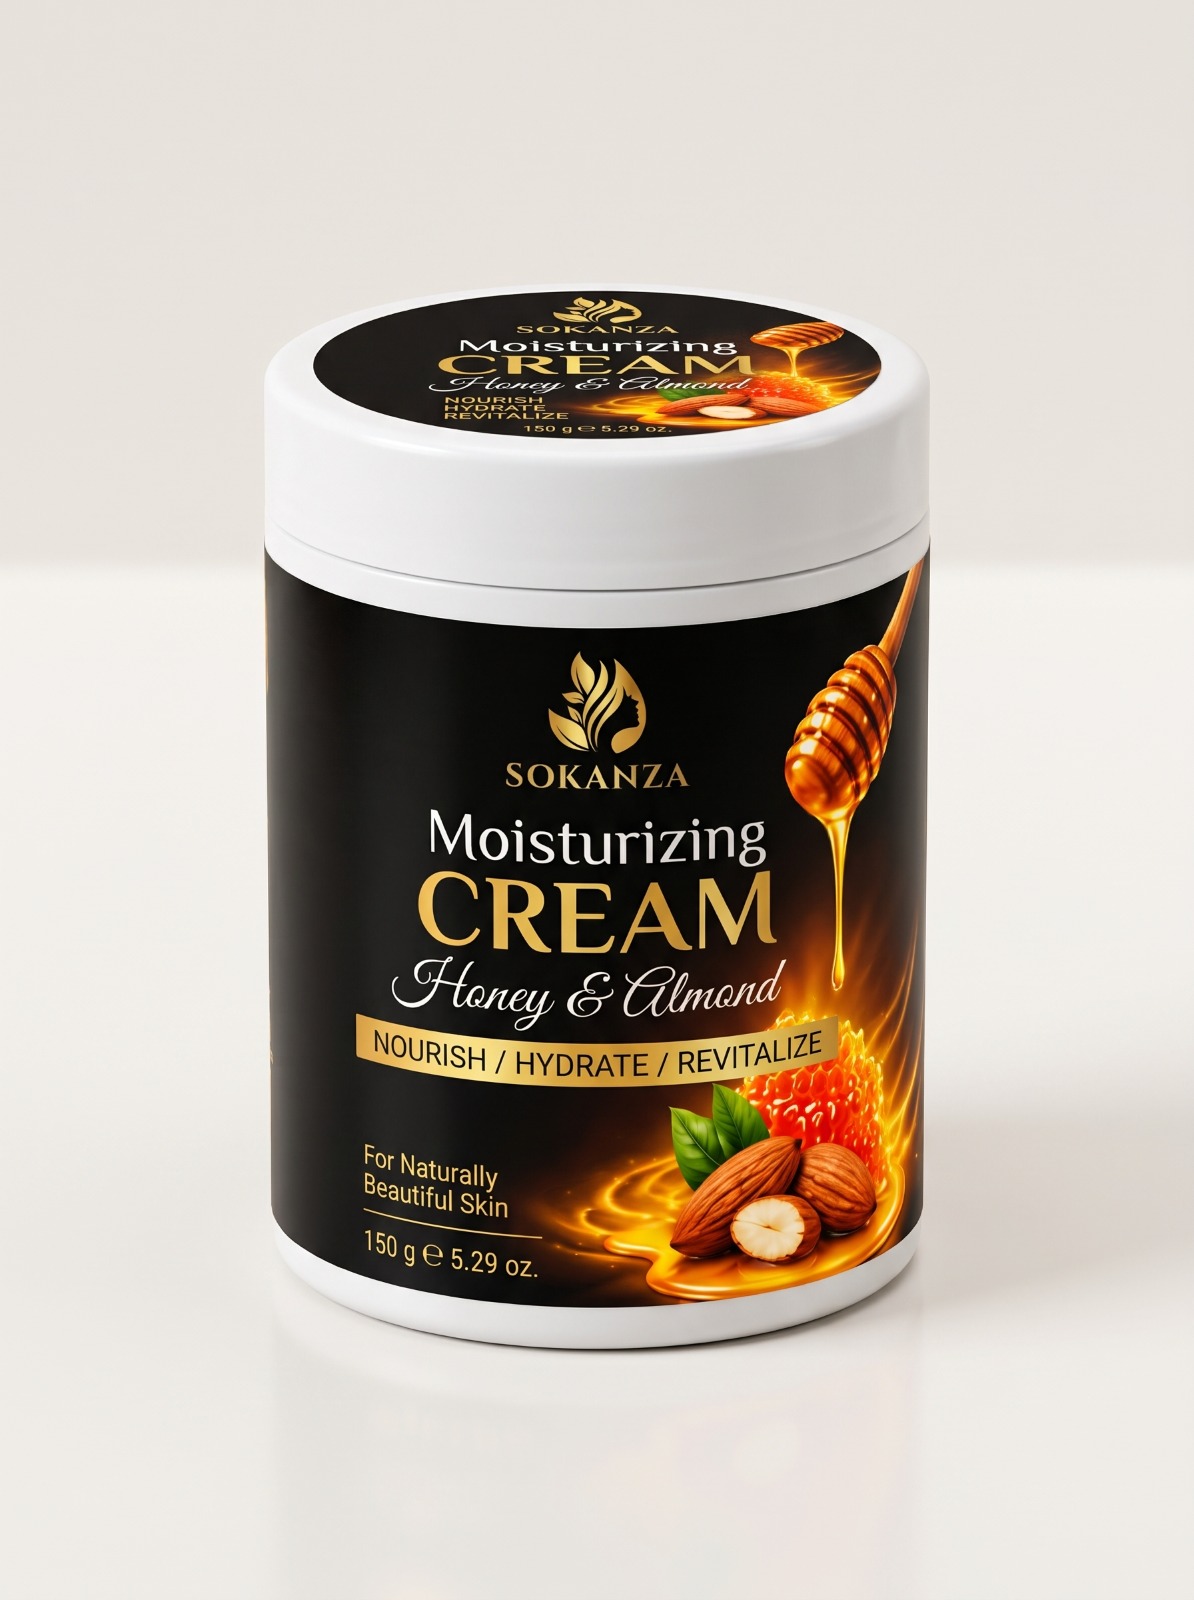 SOKANZA
Moisturizing
CREAM
Honey & Almond
NOURISH
HYDRATE
REVITALIZE
150 g ℮ 5.29 oz.
SOKANZA
Moisturizing
CREAM
Honey & Almond
NOURISH / HYDRATE / REVITALIZE
For Naturally
Beautiful Skin
150 g ℮ 5.29 oz.